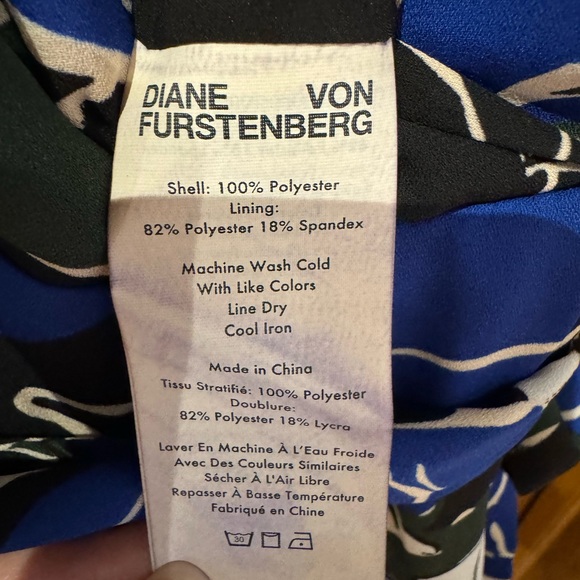 DIANE VON
FURSTENBERG
Shell: 100% Polyester
Lining:
82% Polyester 18% Spandex
Machine Wash Cold
With Like Colors
Line Dry
Cool Iron
Made in China
Tissu Stratifié: 100% Polyester
Doublure:
82% Polyester 18% Lycra
Laver En Machine À L'Eau Froide
Avec Des Couleurs Similaires
Sécher À L'Air Libre
Repasser À Basse Température
Fabriqué en Chine
30